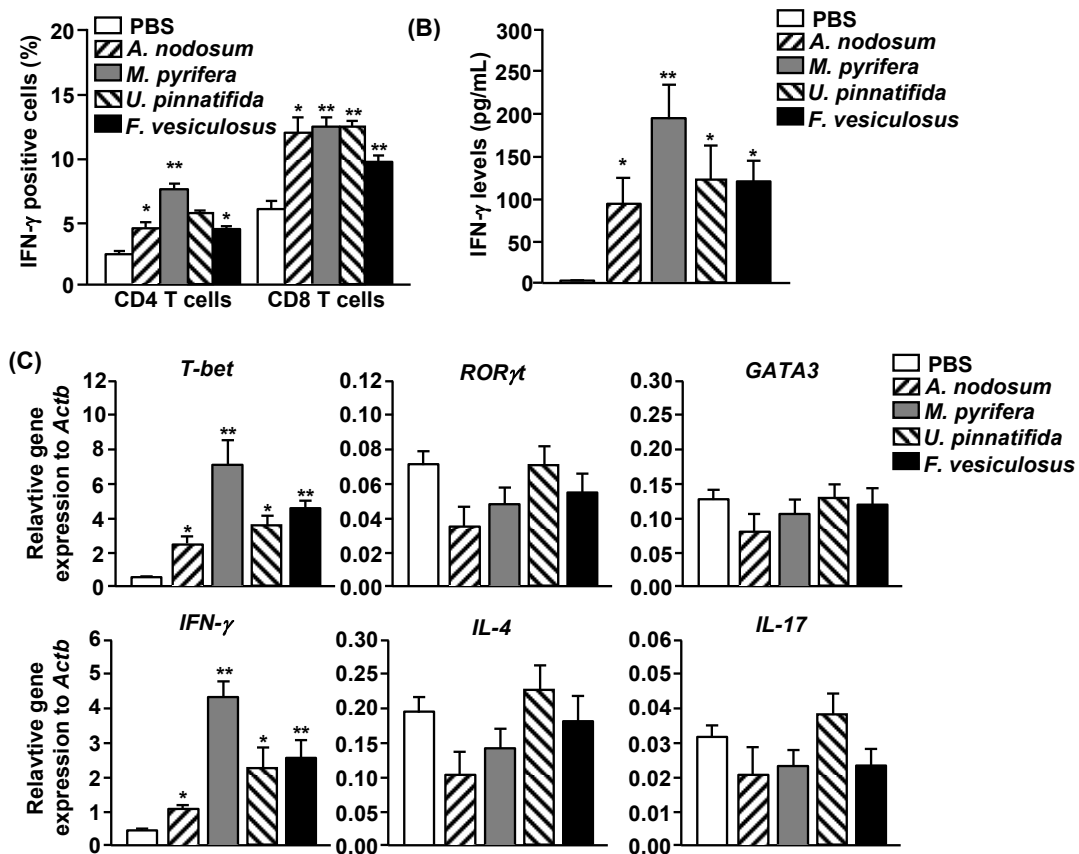 PBS
A. nodosum
M. pyrifera
U. pinnatifida
F. vesiculosus
IFN-γ positive cells (%)
20
15
10
5
0
* ** * * ** ** **
CD4 T cells CD8 T cells
(B)
PBS
A. nodosum
M. pyrifera
U. pinnatifida
F. vesiculosus
IFN-γ levels (pg/mL)
300
250
200
150
100
50
0
* ** * *
(C)
PBS
A. nodosum
M. pyrifera
U. pinnatifida
F. vesiculosus
Relavtive gene
expression to Actb
T-bet
12
10
8
6
4
2
0
* ** * **
RORγt
0.12
0.10
0.08
0.06
0.04
0.02
0.00
GATA3
0.30
0.25
0.20
0.15
0.10
0.05
0.00
Relavtive gene
expression to Actb
IFN-γ
6
5
4
3
2
1
0
* ** * **
IL-4
0.30
0.25
0.20
0.15
0.10
0.05
0.00
IL-17
0.06
0.05
0.04
0.03
0.02
0.01
0.00